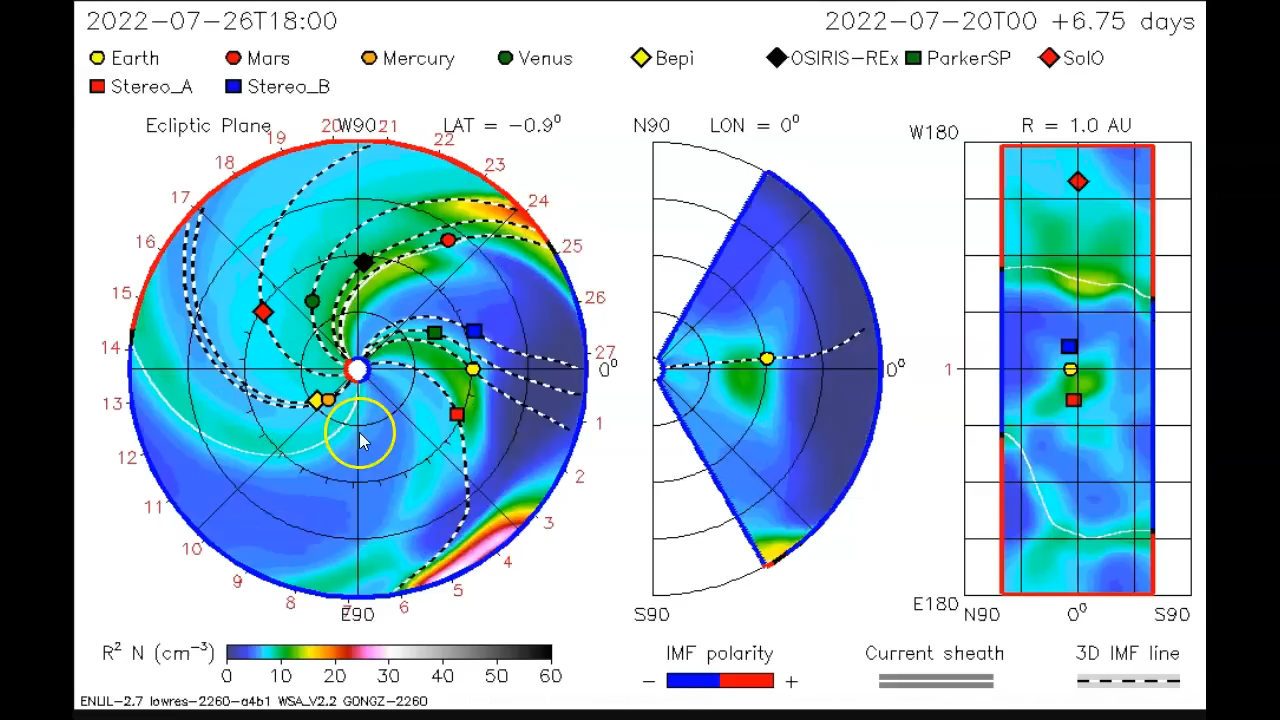 2022-07-26T18:00 2022-07-20T00 +6.75 days
Earth Mars Mercury Venus Bepi OSIRIS-REx ParkerSP SolO
Stereo_A Stereo_B
Ecliptic Plane W90 LAT = -0.9° N90 LON = 0° W180 R = 1.0 AU
19 20 21 22
18 23
17 24
16 25
15 26
14 27 0° 0° 1
13 1
12 2
11 3
10 4
9 5
8 7 6
E90 S90 E180 N90 0° S90
R² N (cm⁻³) IMF polarity Current sheath 3D IMF line
0 10 20 30 40 50 60 - +
ENLIL-2.7 lowres-2260-a4b1 WSA_V2.2 GONGZ-2260